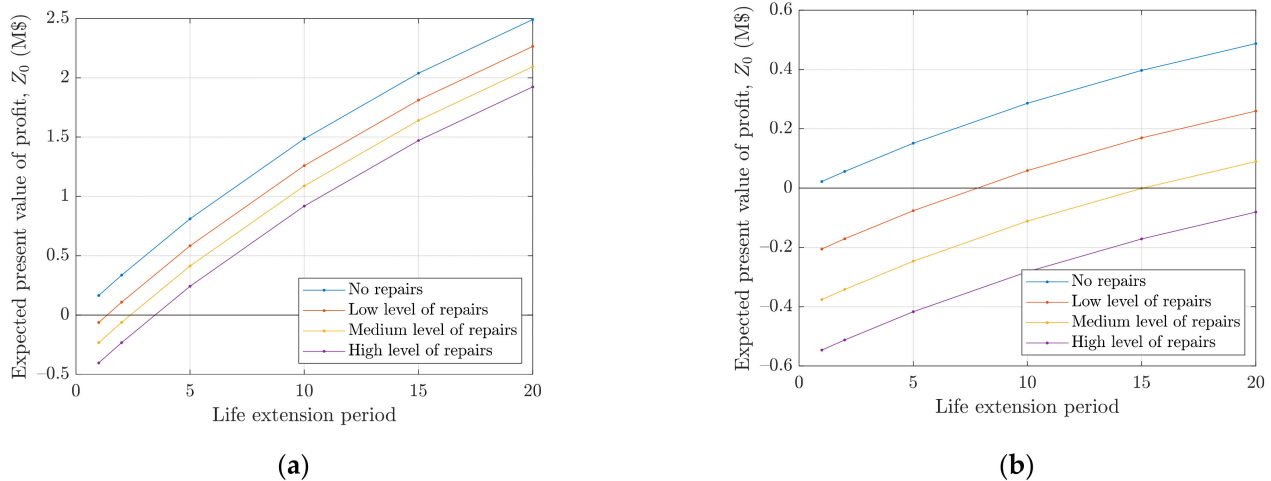 Expected present value of profit, Z₀ (M$)
2.5
2
1.5
1
0.5
0
−0.5
0
5
10
15
20
Life extension period
No repairs
Low level of repairs
Medium level of repairs
High level of repairs
(a)
Expected present value of profit, Z₀ (M$)
0.6
0.4
0.2
0
−0.2
−0.4
−0.6
0
5
10
15
20
Life extension period
No repairs
Low level of repairs
Medium level of repairs
High level of repairs
(b)